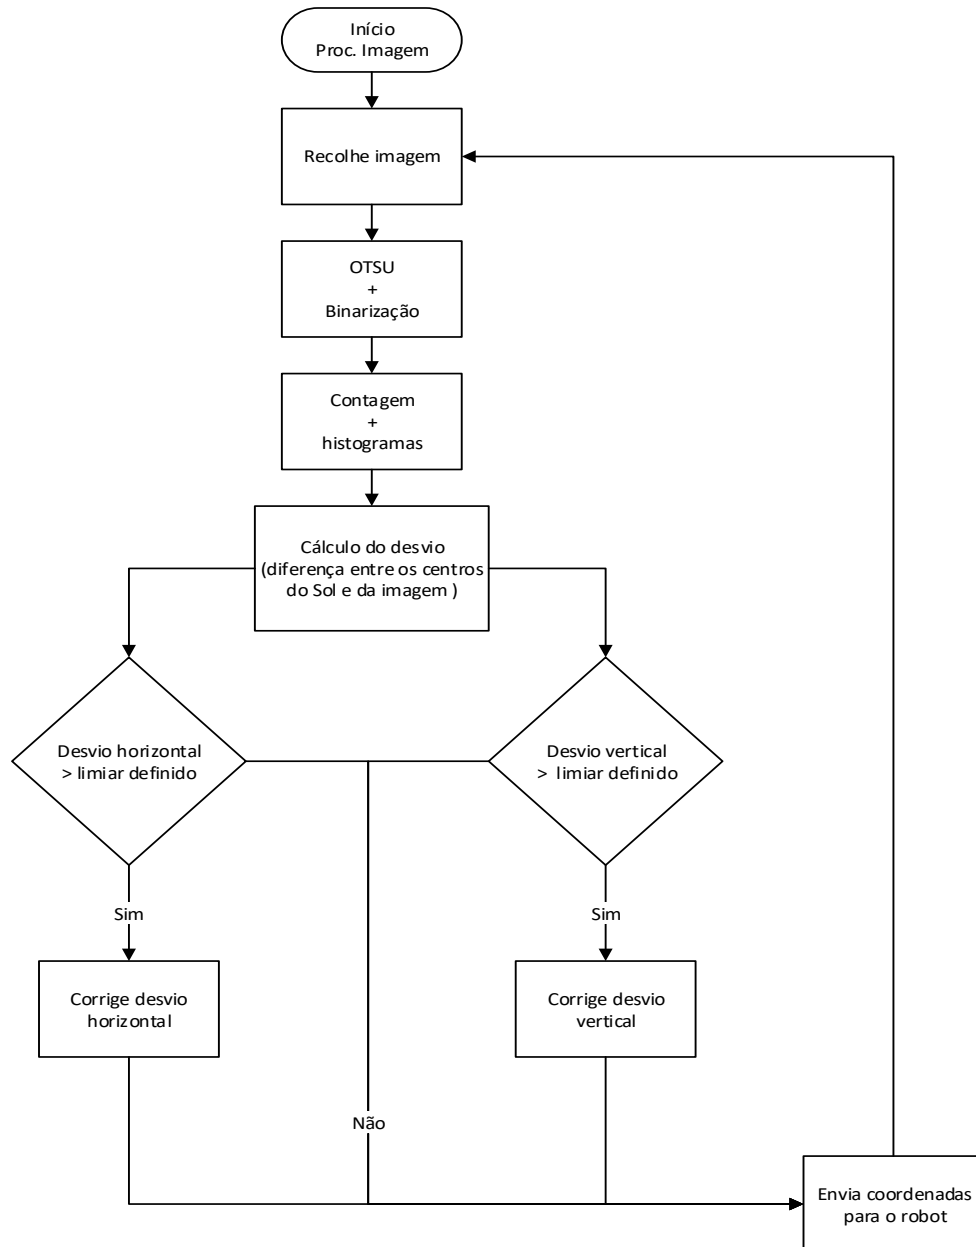 Início
Proc. Imagem
Recolhe imagem
OTSU
+
Binarização
Contagem
+
histogramas
Cálculo do desvio
(diferença entre os centros
do Sol e da imagem )
Desvio horizontal
> limiar definido
Desvio vertical
> limiar definido
Sim
Sim
Corrige desvio
horizontal
Corrige desvio
vertical
Não
Envia coordenadas
para o robot